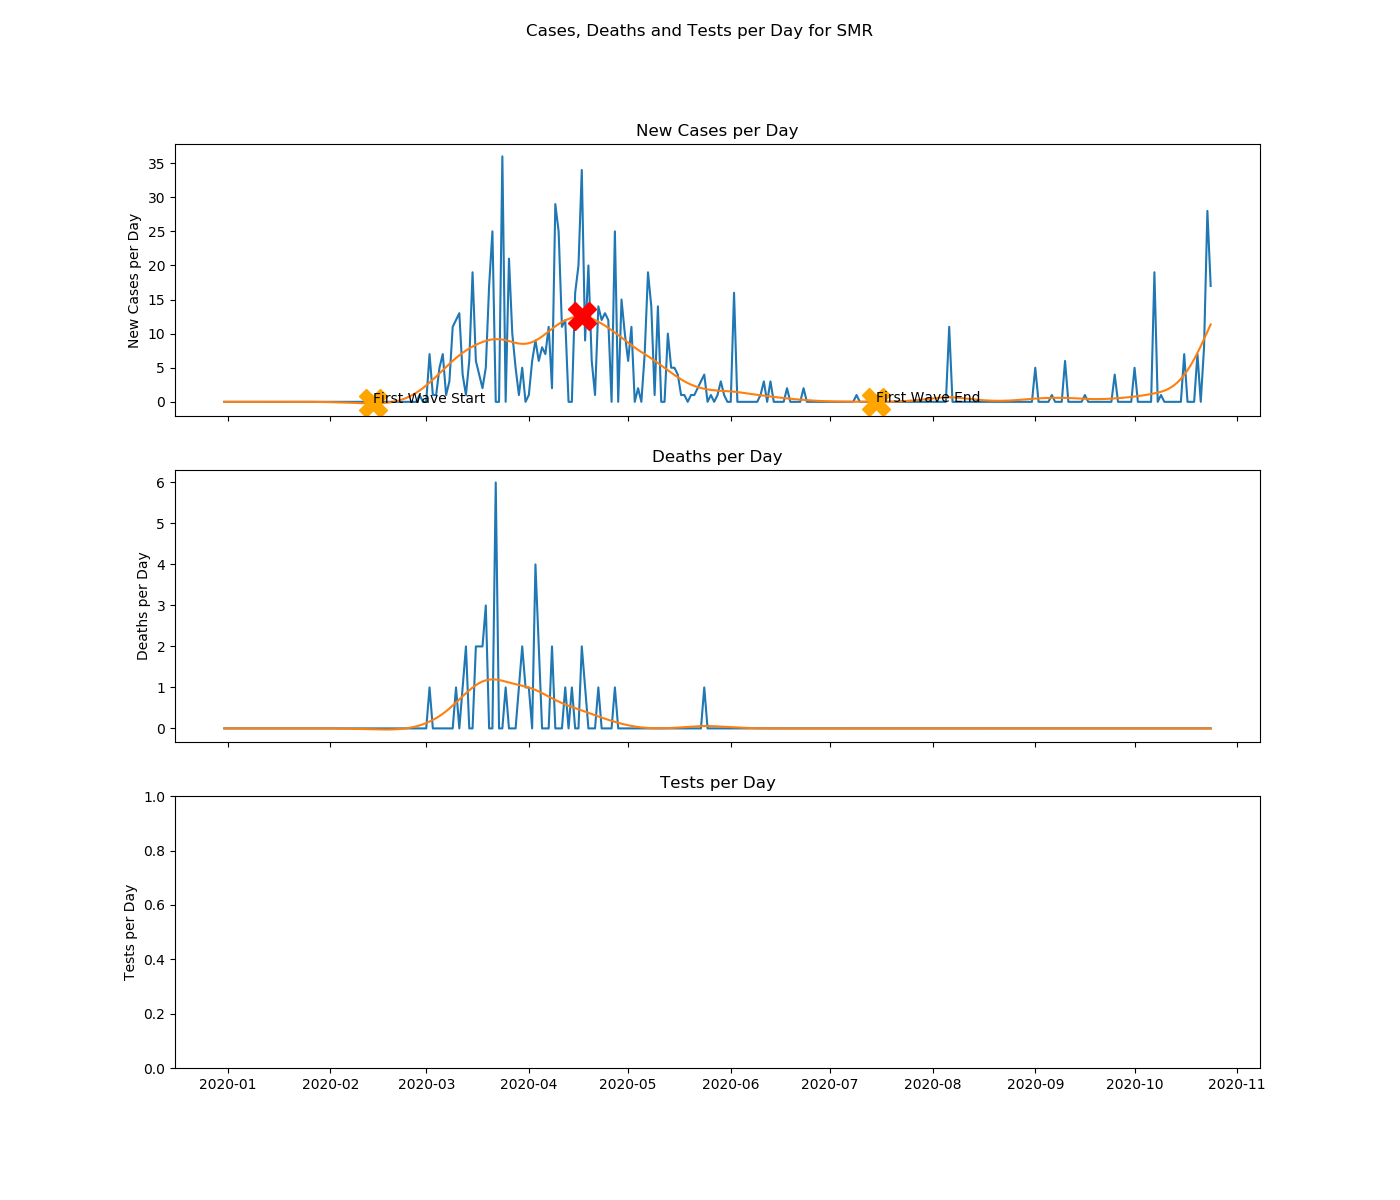 Cases, Deaths and Tests per Day for SMR
New Cases per Day
New Cases per Day
35
30
25
20
15
10
5
0
First Wave Start
First Wave End
Deaths per Day
Deaths per Day
6
5
4
3
2
1
0
Tests per Day
Tests per Day
1.0
0.8
0.6
0.4
0.2
0.0
2020-01 2020-02 2020-03 2020-04 2020-05 2020-06 2020-07 2020-08 2020-09 2020-10 2020-11